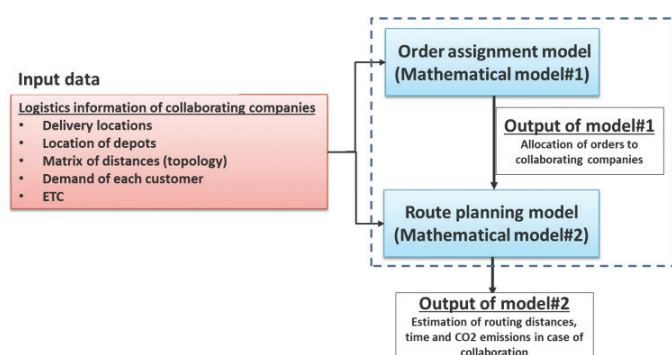 Input data
Logistics information of collaborating companies
• Delivery locations
• Location of depots
• Matrix of distances (topology)
• Demand of each customer
• ETC
Order assignment model
(Mathematical model#1)
Output of model#1
Allocation of orders to
collaborating companies
Route planning model
(Mathematical model#2)
Output of model#2
Estimation of routing distances,
time and CO2 emissions in case of
collaboration